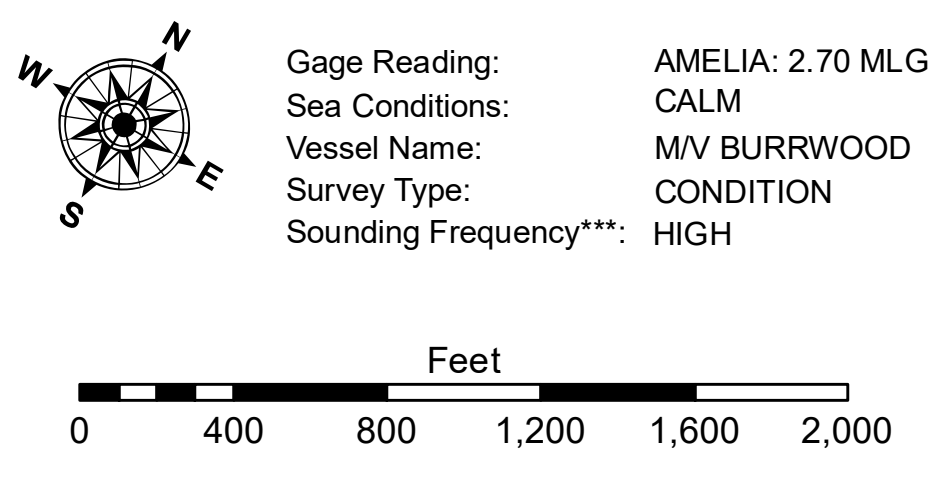 N
W
E
S
Gage Reading: AMELIA: 2.70 MLG
Sea Conditions: CALM
Vessel Name: M/V BURRWOOD
Survey Type: CONDITION
Sounding Frequency***: HIGH
Feet
0 400 800 1,200 1,600 2,000